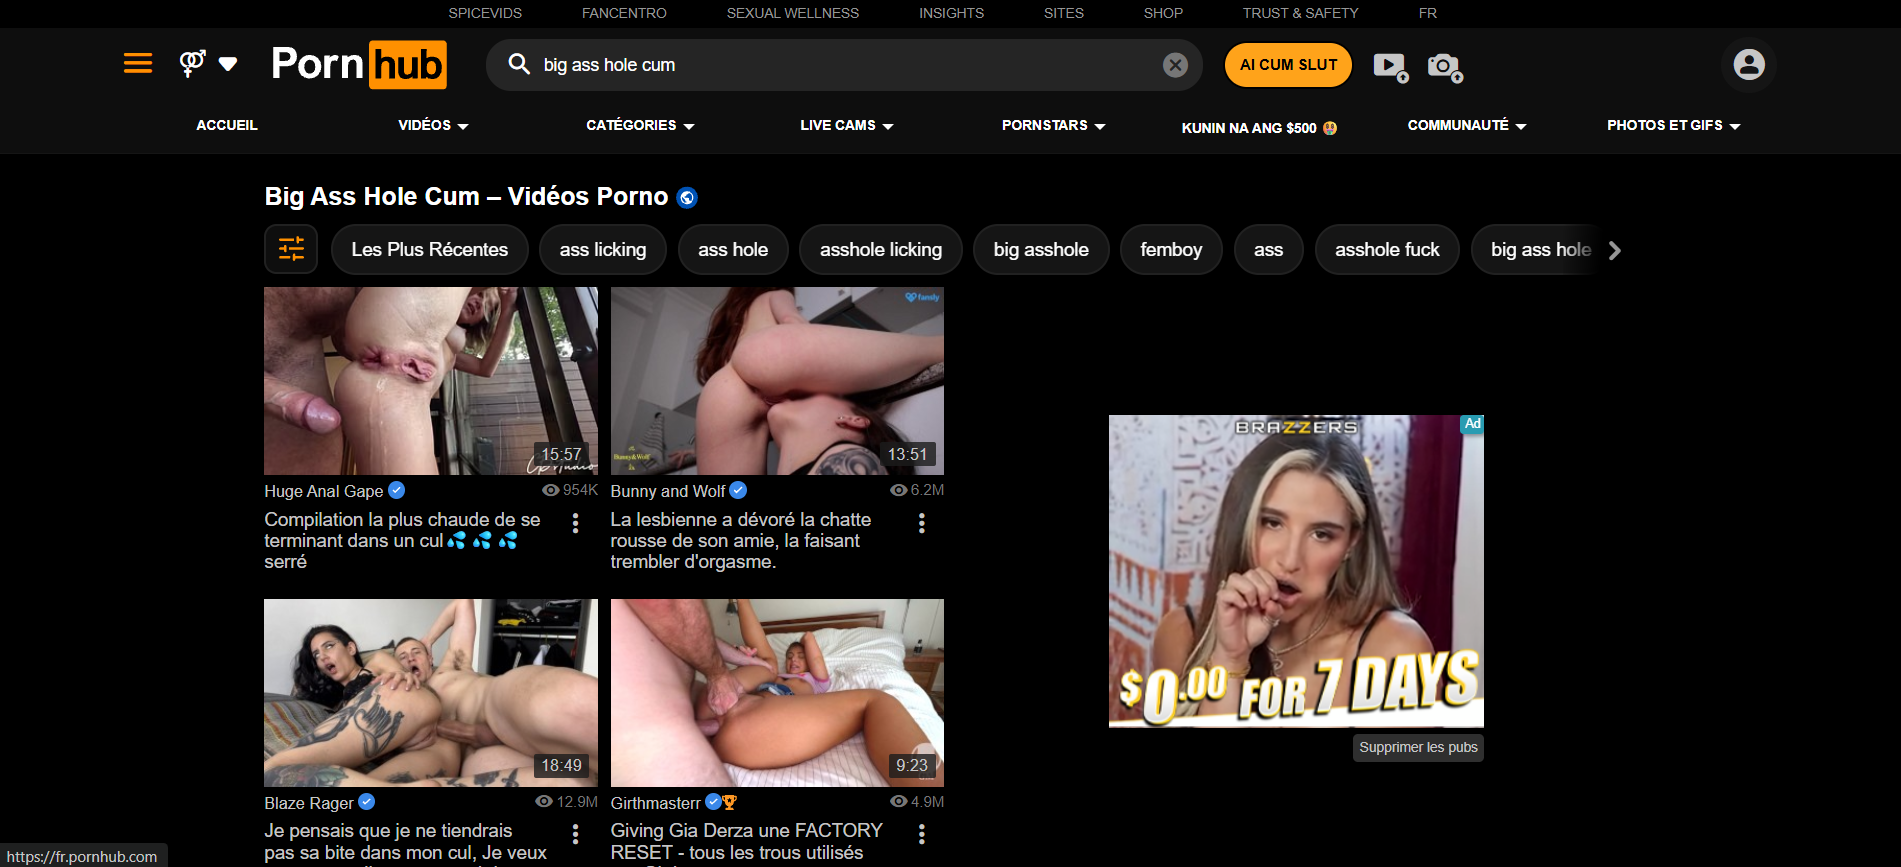 SPICEVIDS FANCENTRO SEXUAL WELLNESS INSIGHTS SITES SHOP TRUST & SAFETY FR
Pornhub
big ass hole cum
AI CUM SLUT
ACCUEIL VIDÉOS CATÉGORIES LIVE CAMS PORNSTARS KUNIN NA ANG $500 🤑 COMMUNAUTÉ PHOTOS ET GIFS
Big Ass Hole Cum – Vidéos Porno
Les Plus Récentes ass licking ass hole asshole licking big asshole femboy ass asshole fuck big ass hole
15:57
Huge Anal Gape 954K
Compilation la plus chaude de se
terminant dans un cul💦 💦 💦
serré
fansly
Bunny & Wolf
13:51
Bunny and Wolf 6.2M
La lesbienne a dévoré la chatte
rousse de son amie, la faisant
trembler d'orgasme.
BRAZZERS
Ad
$0.00 FOR 7 DAYS
Supprimer les pubs
18:49
Blaze Rager 12.9M
Je pensais que je ne tiendrais
pas sa bite dans mon cul, Je veux
9:23
Girthmasterr 🏆 4.9M
Giving Gia Derza une FACTORY
RESET - tous les trous utilisés
https://fr.pornhub.com